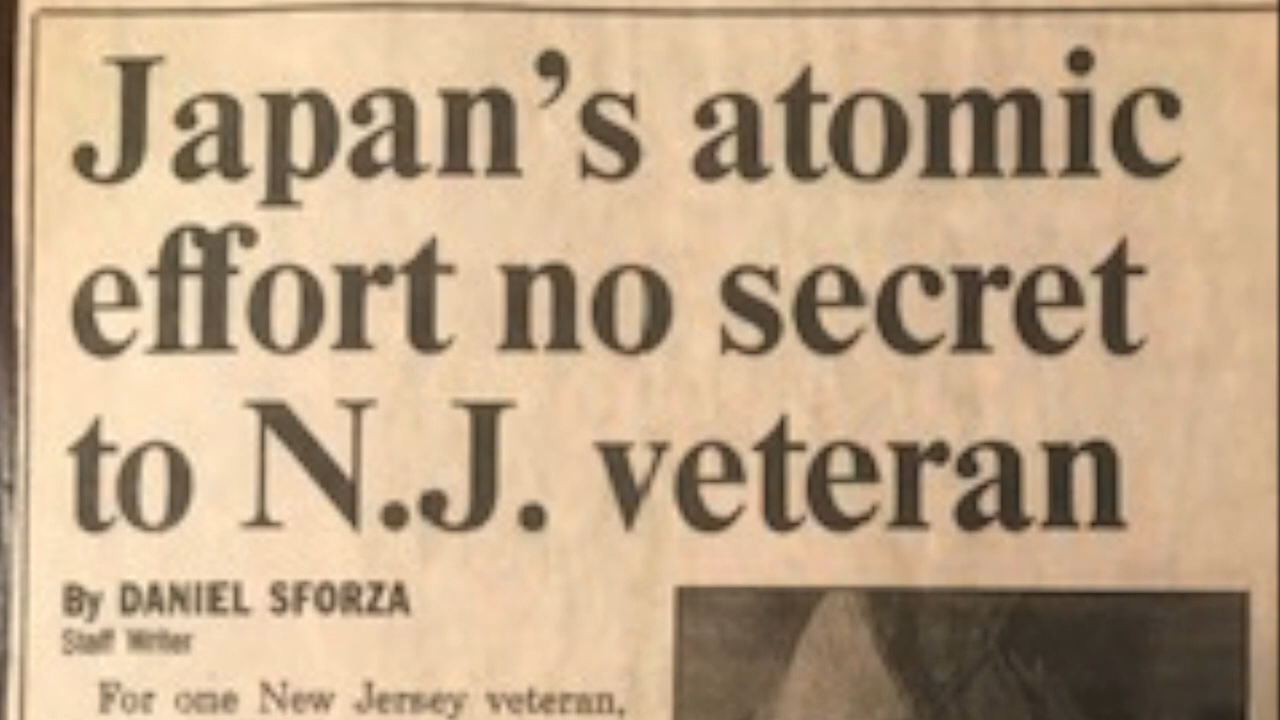 Japan's atomic
effort no secret
to N.J. veteran
By DANIEL SFORZA
Staff Writer
For one New Jersey veteran,